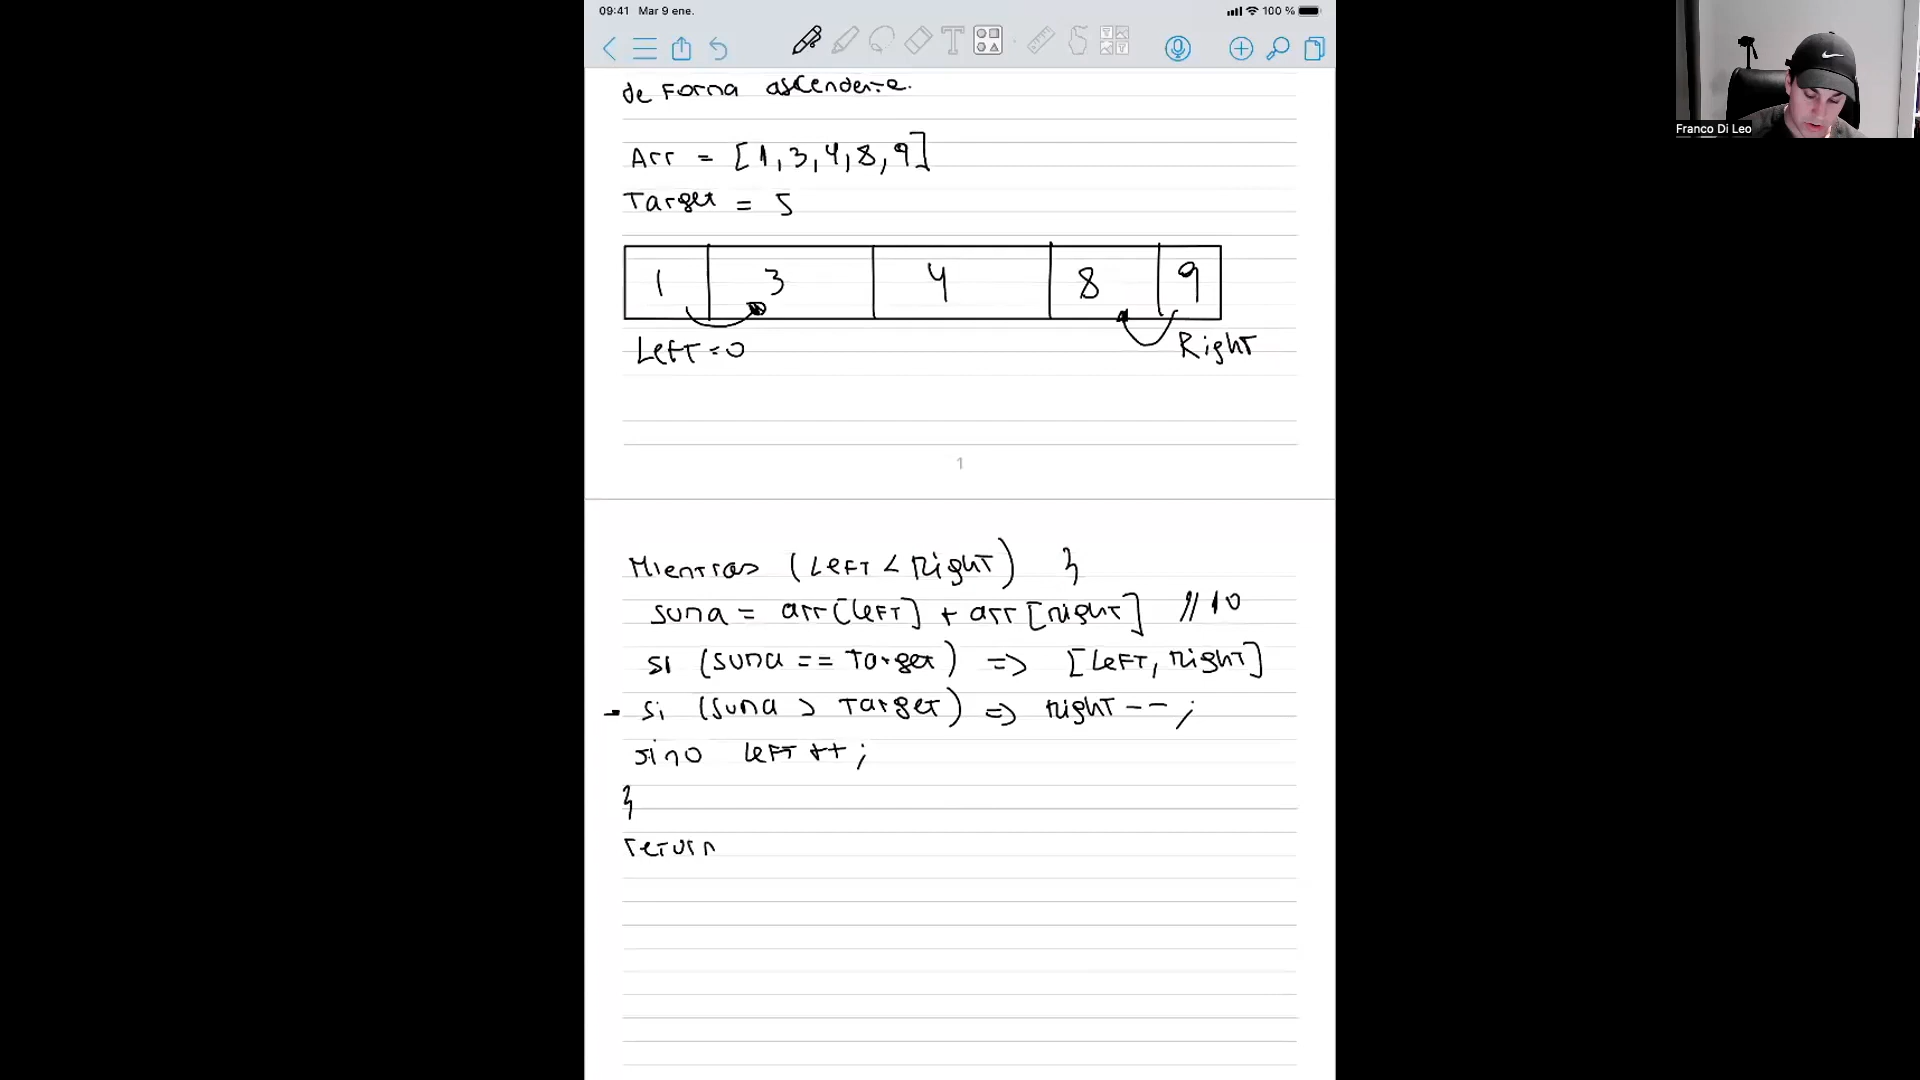 09:41 Mar 9 ene. 100 %
Franco Di Leo
de forma ascendente.
Arr = [1,3,4,8,9]
Target = 5
1 3 4 8 9
Left=0 Right
1
Mientras (Left < Right) }
suma = arr[left] + arr[right] // 10
si (suma == Target) => [left, right]
- si (suma > target) => right--;
sino left++;
}
return